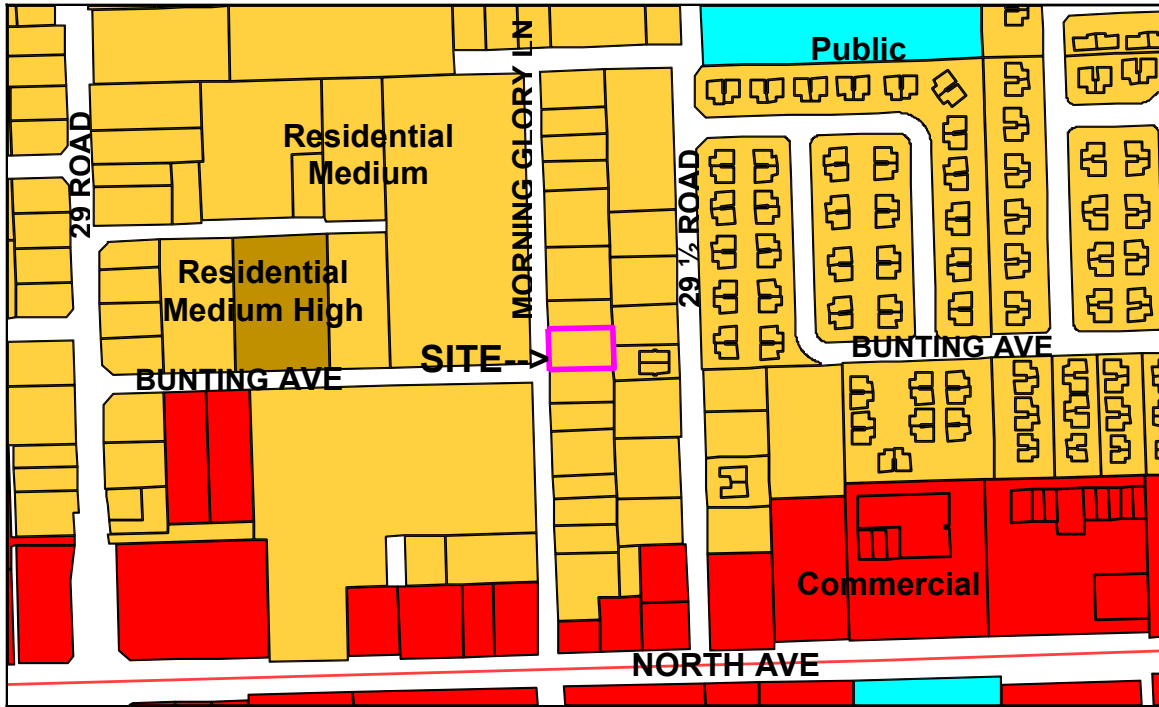 Public
MORNING GLORY LN
29 ROAD
Residential
Medium
29 ½ ROAD
Residential
Medium High
SITE-->
BUNTING AVE
BUNTING AVE
Commercial
NORTH AVE